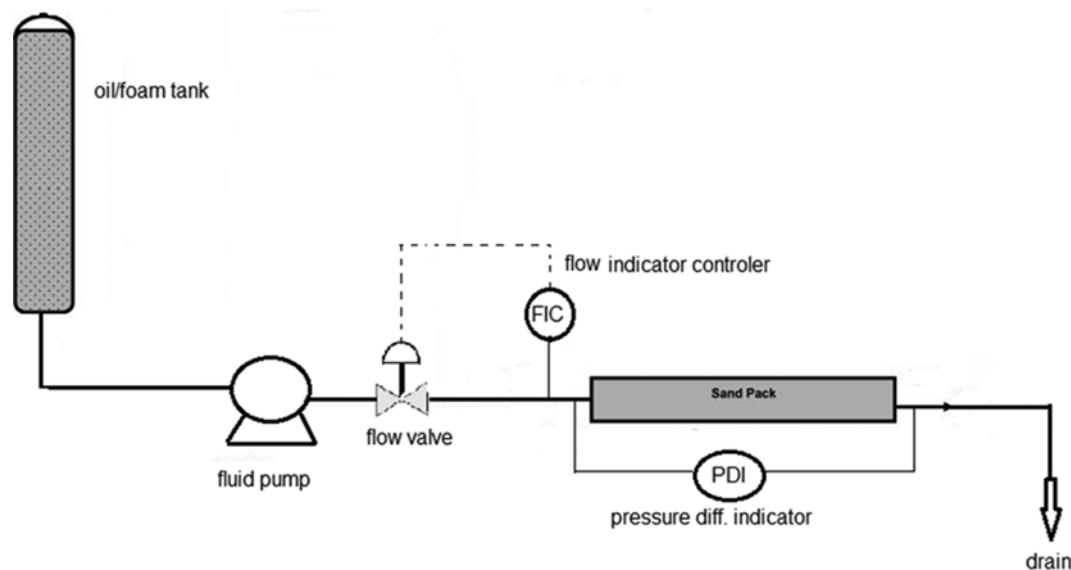 oil/foam tank
flow indicator controler
FIC
Sand Pack
flow valve
fluid pump
PDI
pressure diff. indicator
drain